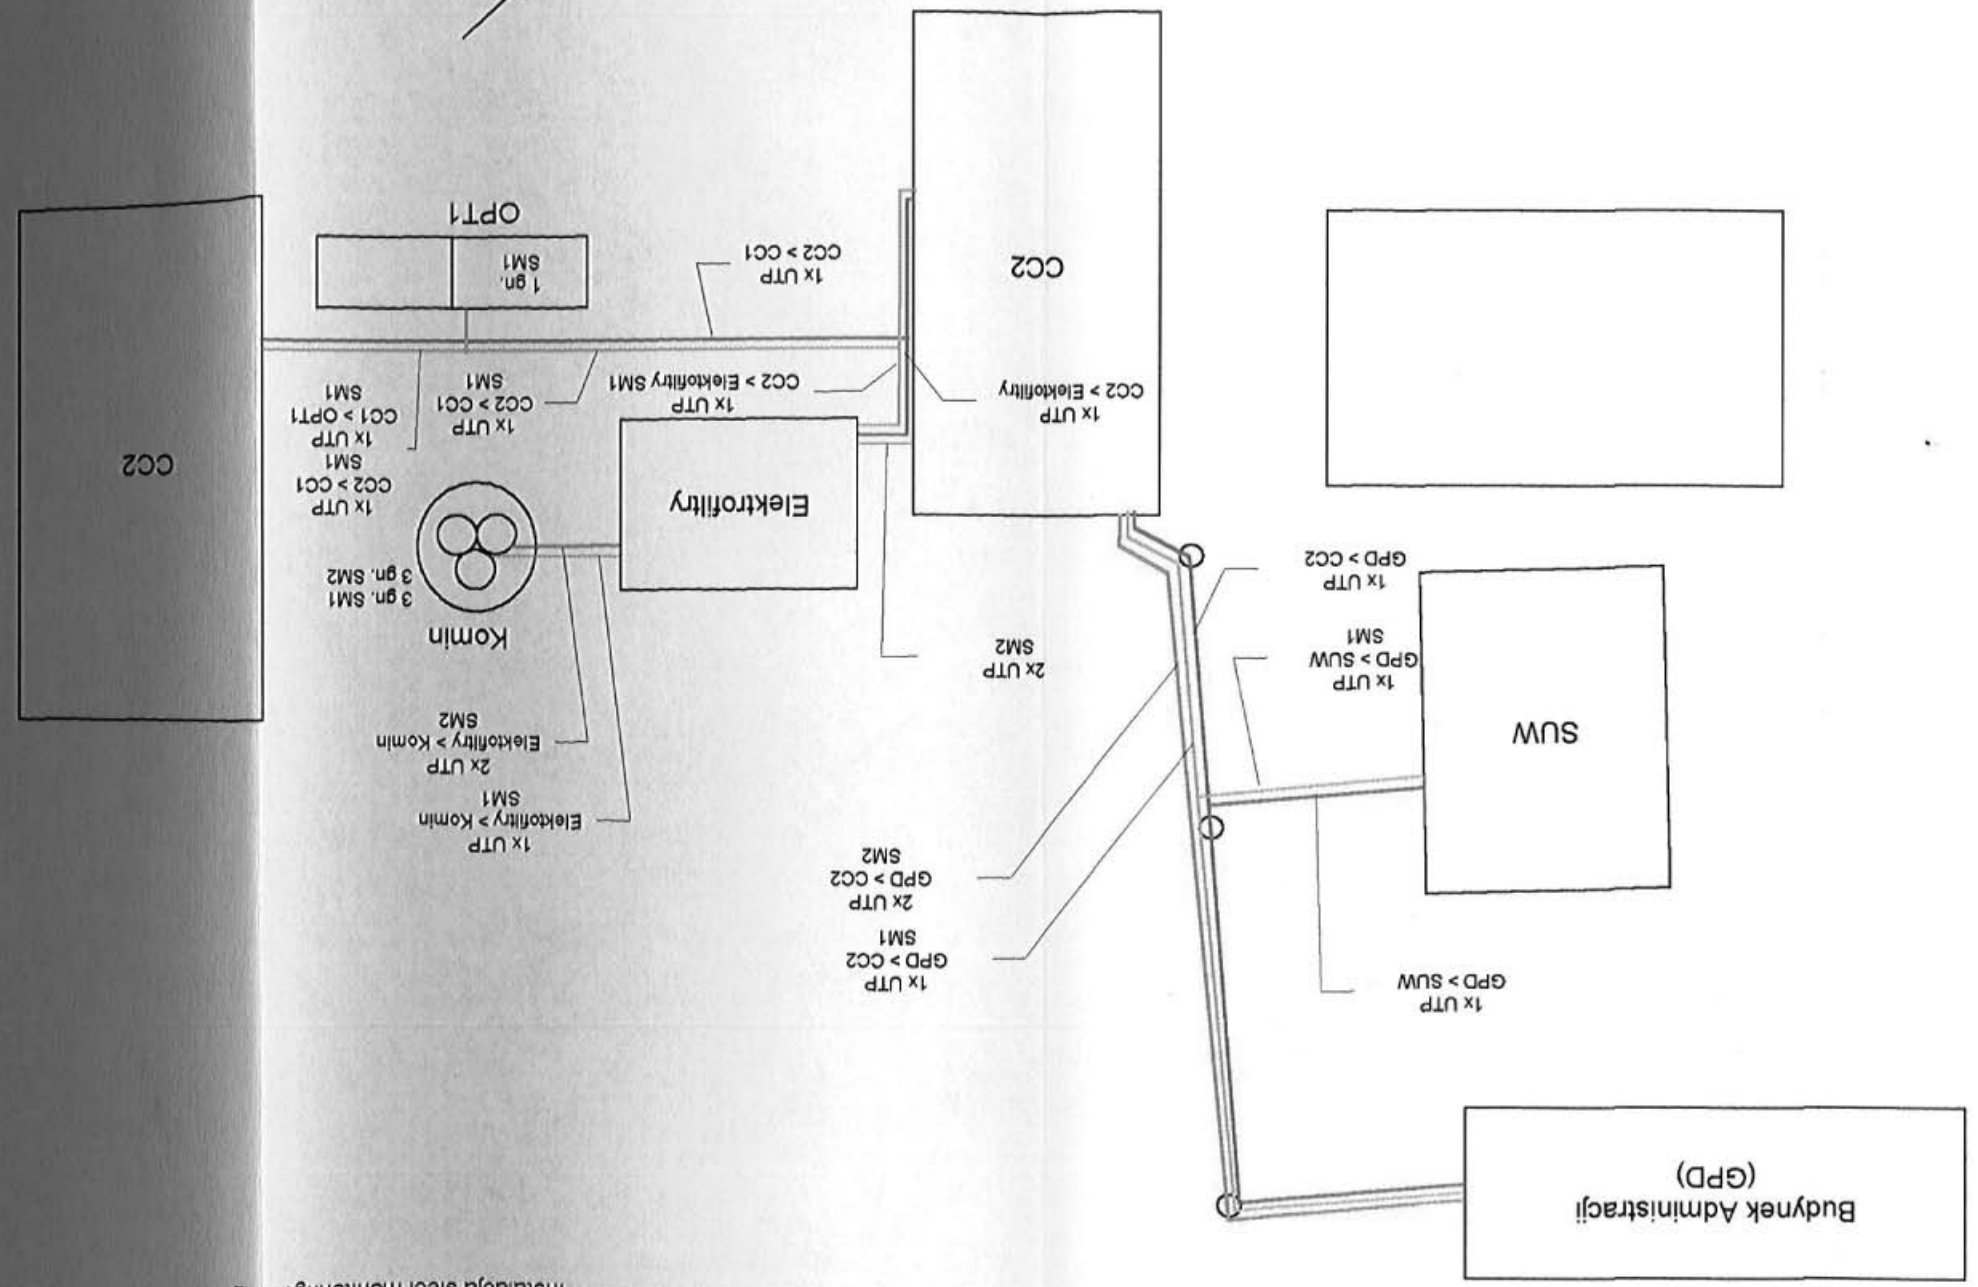 Instalacja sieci monitoring
Budynek Administracji
(GPD)
1x UTP
GPD > SUW
1x UTP
GPD > CC2
SM1
2x UTP
GPD > CC2
SM2
SUW
1x UTP
GPD > SUW
SM1
1x UTP
GPD > CC2
1x UTP
Elektofiltry > Komin
SM1
2x UTP
Elektofiltry > Komin
SM2
2x UTP
SM2
Komin
3 gn. SM1
3 gn. SM2
Elektrofiltry
1x UTP
CC2 > CC1
SM1
1x UTP
CC1 > OPT1
SM1
CC2
1x UTP
CC2 > Elektofiltry
1x UTP
CC2 > Elektofiltry SM1
1x UTP
CC2 > CC1
SM1
CC2
1x UTP
CC2 > CC1
1 gn.
SM1
OPT1